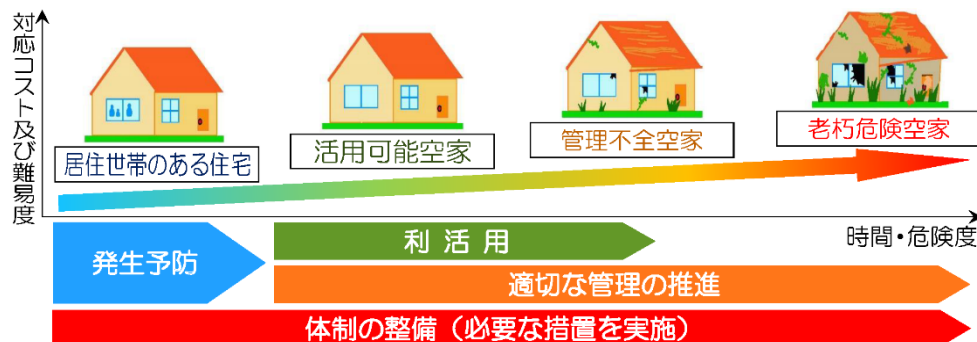 対応コスト及び難易度
居住世帯のある住宅
活用可能空家
管理不全空家
老朽危険空家
時間・危険度
発生予防
利活用
適切な管理の推進
体制の整備（必要な措置を実施）